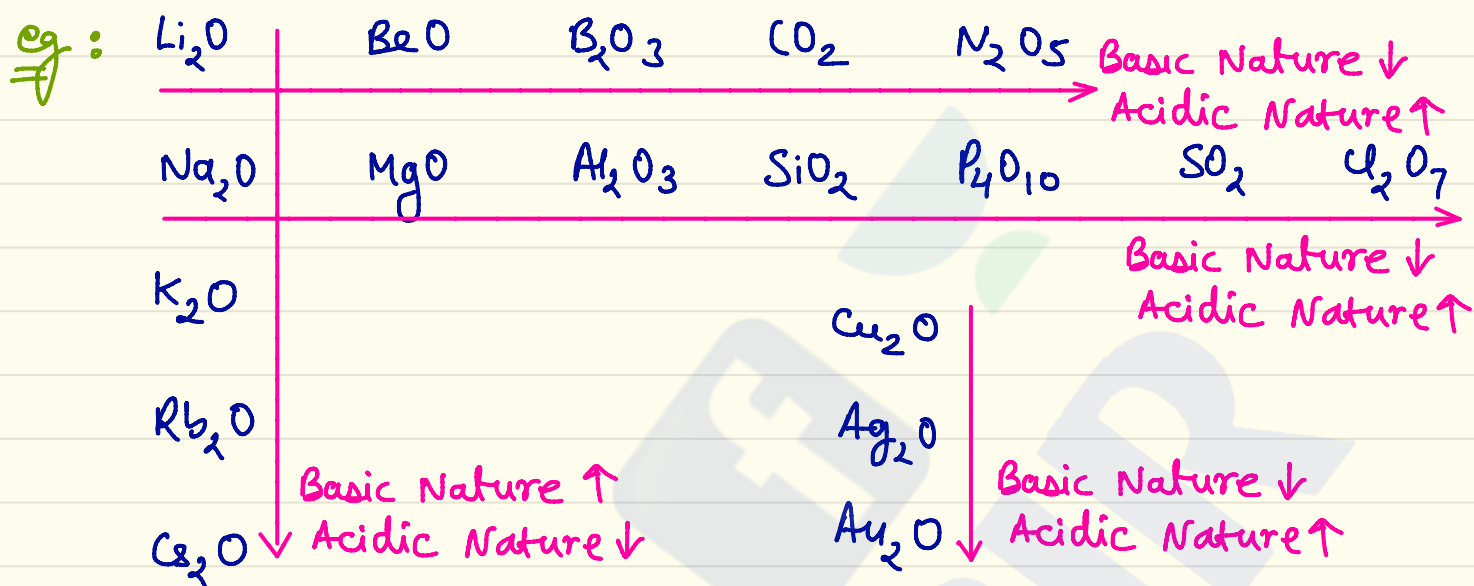 eg : Li₂O BeO B₂O₃ CO₂ N₂O₅
Basic Nature ↓
Acidic Nature ↑
Na₂O MgO Al₂O₃ SiO₂ P₄O₁₀ SO₂ Cl₂O₇
Basic Nature ↓
Acidic Nature ↑
K₂O
Cu₂O
Rb₂O
Ag₂O
Basic Nature ↑
Acidic Nature ↓
Basic Nature ↓
Acidic Nature ↑
Cs₂O
Au₂O